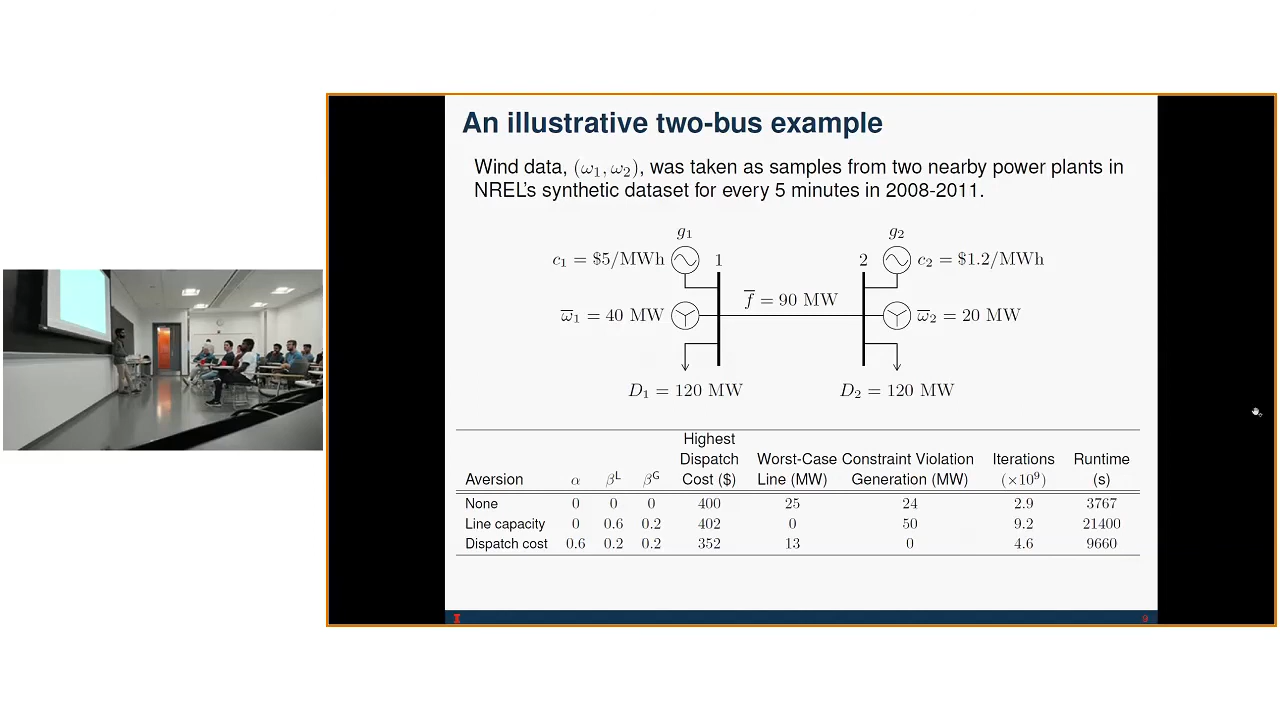 An illustrative two-bus example
Wind data, (ω₁, ω₂), was taken as samples from two nearby power plants in
NREL's synthetic dataset for every 5 minutes in 2008-2011.
g₁ g₂
c₁ = $5/MWh 1 2 c₂ = $1.2/MWh
f̅ = 90 MW
ω̅₁ = 40 MW ω̅₂ = 20 MW
D₁ = 120 MW D₂ = 120 MW
Highest
Dispatch Worst-Case Constraint Violation Iterations Runtime
Aversion α βᴸ βᴳ Cost ($) Line (MW) Generation (MW) (×10⁹) (s)
None 0 0 0 400 25 24 2.9 3767
Line capacity 0 0.6 0.2 402 0 50 9.2 21400
Dispatch cost 0.6 0.2 0.2 352 13 0 4.6 9660
I 9